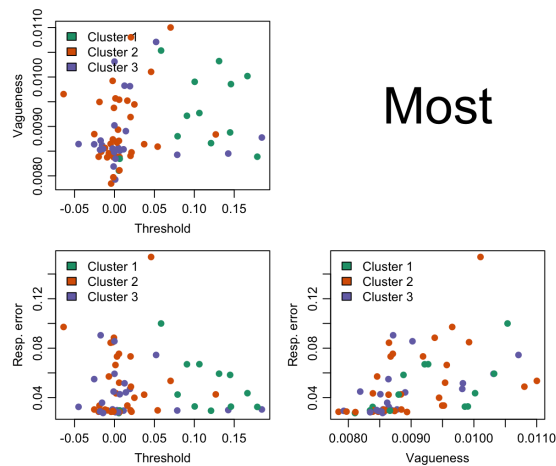 Cluster 1
Cluster 2
Cluster 3
Vagueness
0.0080 0.0090 0.0100 0.0110
-0.05 0.00 0.05 0.10 0.15
Threshold
Most
Cluster 1
Cluster 2
Cluster 3
Resp. error
0.04 0.08 0.12
-0.05 0.00 0.05 0.10 0.15
Threshold
Cluster 1
Cluster 2
Cluster 3
Resp. error
0.04 0.08 0.12
0.0080 0.0090 0.0100 0.0110
Vagueness